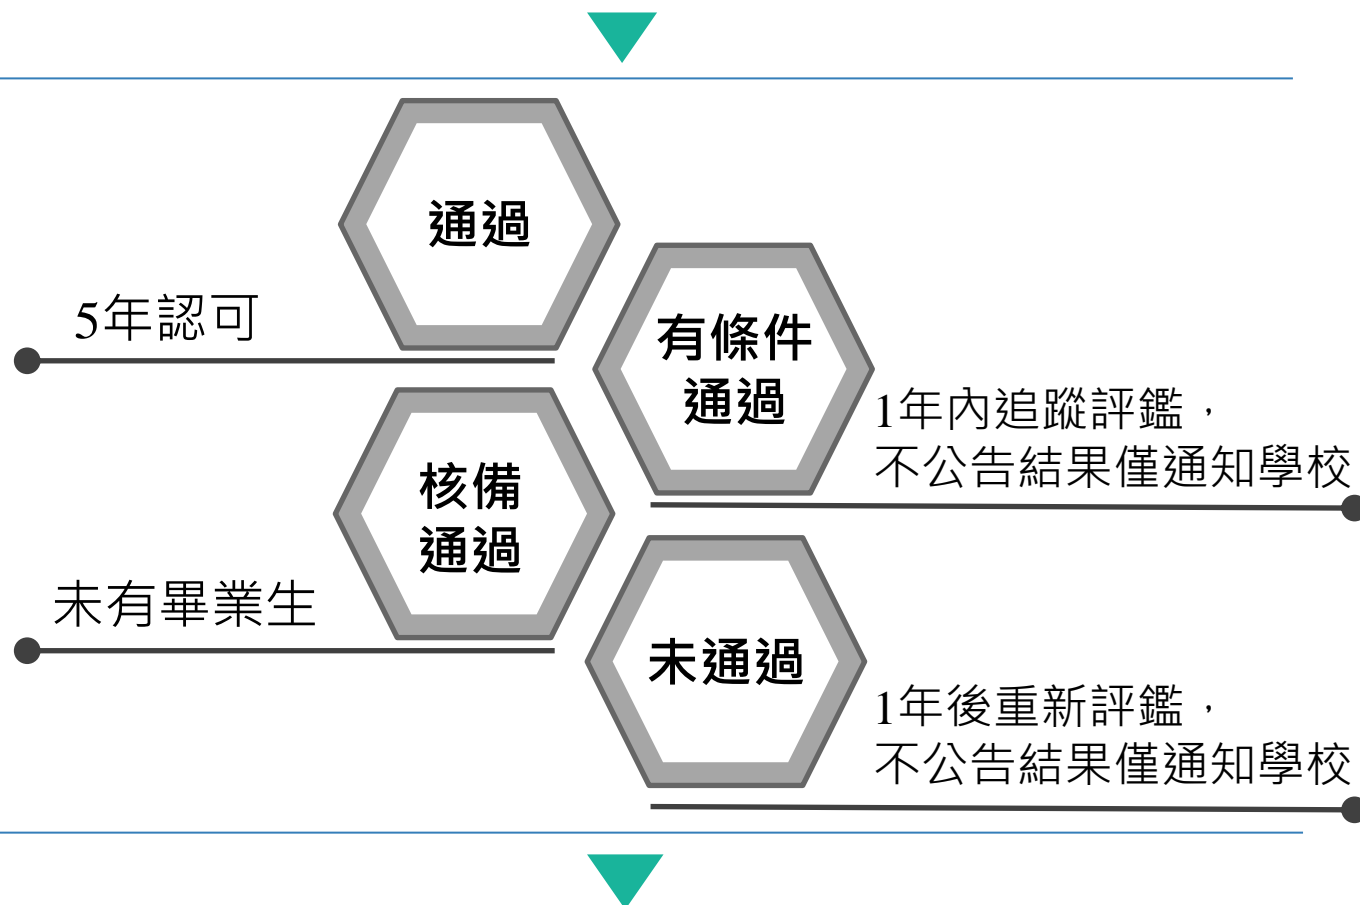 通過
5年認可
有條件
通過
1年內追蹤評鑑，
不公告結果僅通知學校
核備
通過
未有畢業生
未通過
1年後重新評鑑，
不公告結果僅通知學校